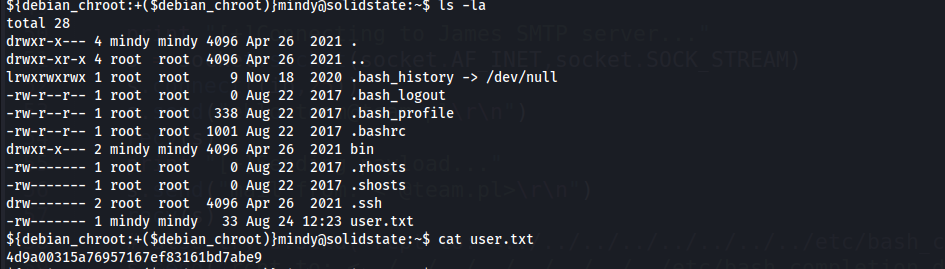 ${debian_chroot:+($debian_chroot)}mindy@solidstate:~$ ls -la
total 28
drwxr-x--- 4 mindy mindy 4096 Apr 26  2021 .
drwxr-xr-x 4 root  root  4096 Apr 26  2021 ..
lrwxrwxrwx 1 root  root     9 Nov 18  2020 .bash_history -> /dev/null
-rw-r--r-- 1 root  root     0 Aug 22  2017 .bash_logout
-rw-r--r-- 1 root  root   338 Aug 22  2017 .bash_profile
-rw-r--r-- 1 root  root  1001 Aug 22  2017 .bashrc
drwxr-x--- 2 mindy mindy 4096 Apr 26  2021 bin
-rw------- 1 root  root     0 Aug 22  2017 .rhosts
-rw------- 1 root  root     0 Aug 22  2017 .shosts
drw------- 2 root  root  4096 Apr 26  2021 .ssh
-rw------- 1 mindy mindy   33 Aug 24 12:23 user.txt
${debian_chroot:+($debian_chroot)}mindy@solidstate:~$ cat user.txt
4d9a00315a76957167ef83161bd7abe9